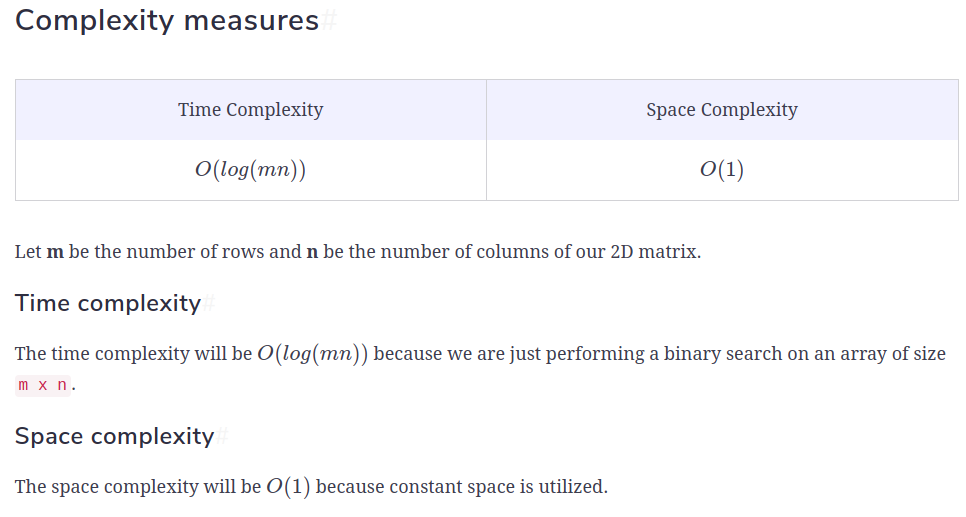 Complexity measures#
Time Complexity
Space Complexity
O(log(mn))
O(1)
Let m be the number of rows and n be the number of columns of our 2D matrix.
Time complexity#
The time complexity will be O(log(mn)) because we are just performing a binary search on an array of size
m x n.
Space complexity#
The space complexity will be O(1) because constant space is utilized.